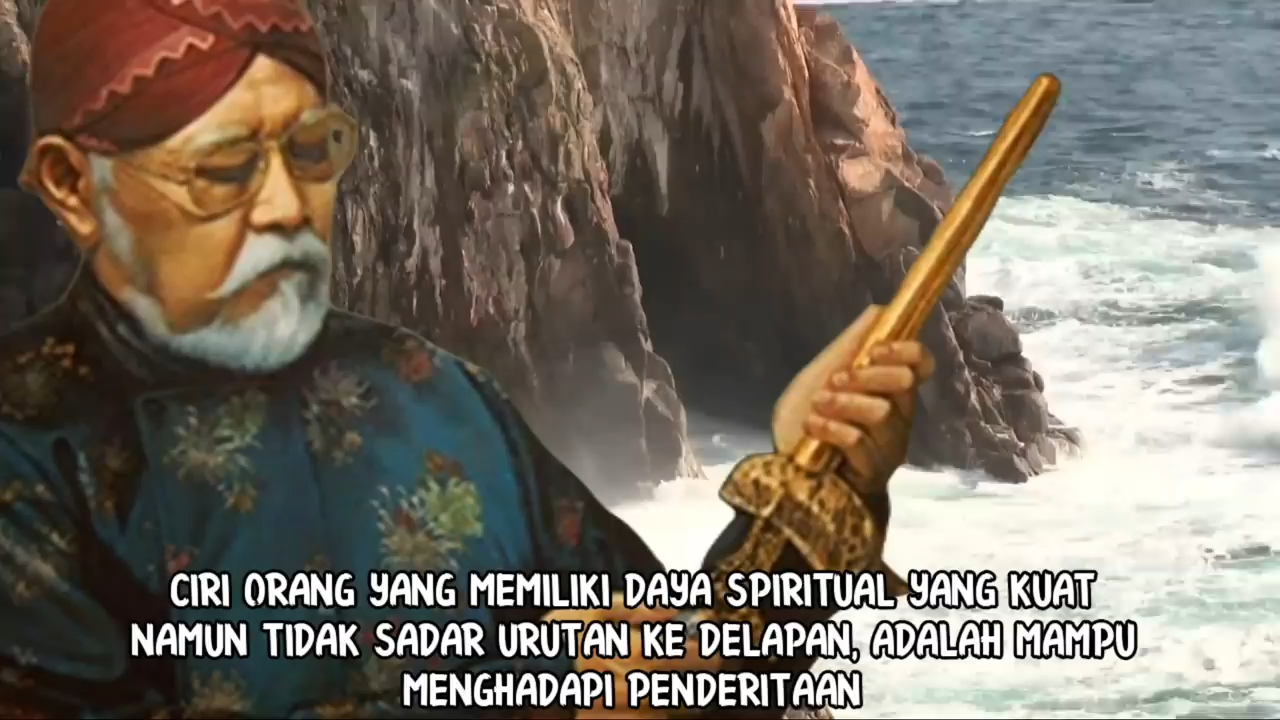 CIRI ORANG YANG MEMILIKI DAYA SPIRITUAL YANG KUAT
NAMUN TIDAK SADAR URUTAN KE DELAPAN, ADALAH MAMPU
MENGHADAPI PENDERITAAN